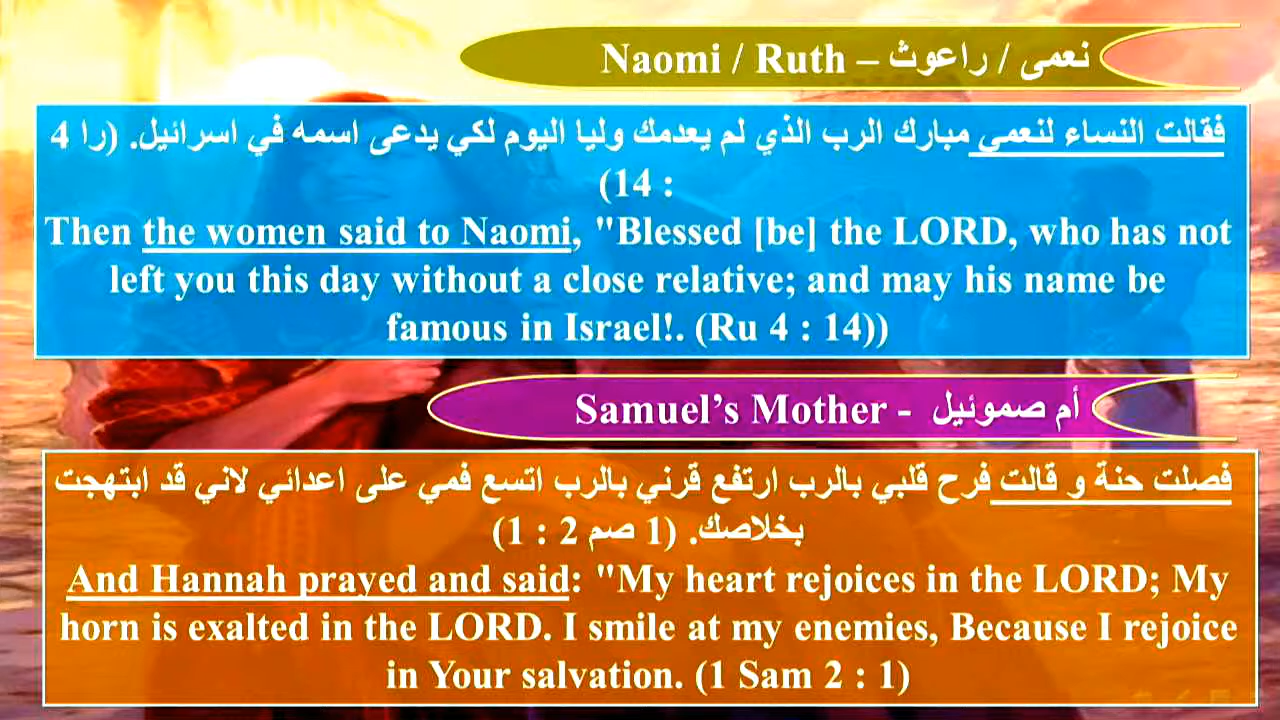 Naomi / Ruth – نعمى / راعوث
فقالت النساء لنعمي مبارك الرب الذي لم يعدمك وليا اليوم لكي يدعى اسمه في اسرائيل. (را 4
: 14)
Then the women said to Naomi, "Blessed [be] the LORD, who has not
left you this day without a close relative; and may his name be
famous in Israel!. (Ru 4 : 14))
Samuel’s Mother - أم صموئيل
فصلت حنة و قالت فرح قلبي بالرب ارتفع قرني بالرب اتسع فمي على اعدائي لاني قد ابتهجت
بخلاصك. (1 صم 2 : 1)
And Hannah prayed and said: "My heart rejoices in the LORD; My
horn is exalted in the LORD. I smile at my enemies, Because I rejoice
in Your salvation. (1 Sam 2 : 1)